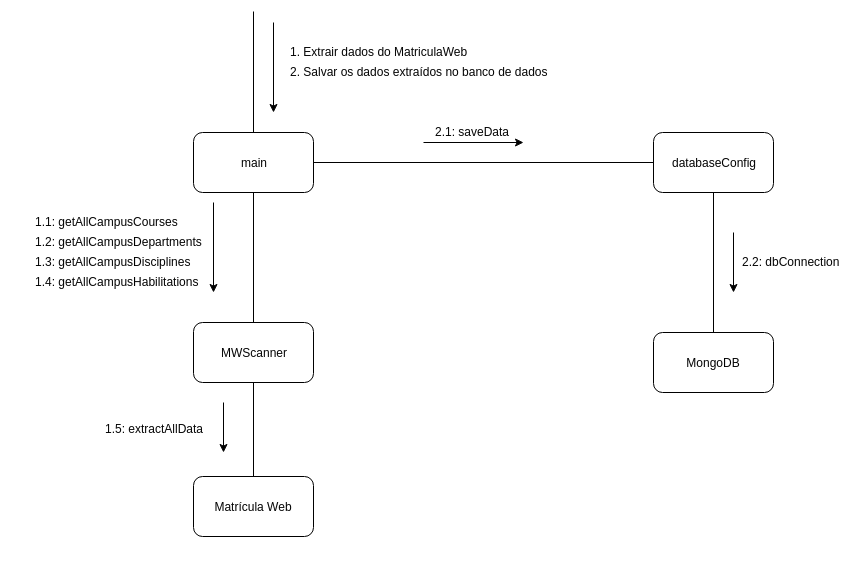 1. Extrair dados do MatriculaWeb
2. Salvar os dados extraídos no banco de dados
2.1: saveData
main
databaseConfig
1.1: getAllCampusCourses
1.2: getAllCampusDepartments
1.3: getAllCampusDisciplines
1.4: getAllCampusHabilitations
2.2: dbConnection
MWScanner
MongoDB
1.5: extractAllData
Matrícula Web